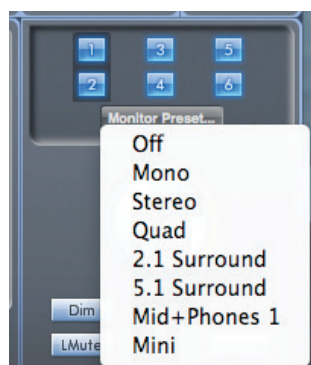 1 3 5
2 4 6
Monitor Preset...
Off
Mono
Stereo
Quad
2.1 Surround
5.1 Surround
Mid+Phones 1
Mini
Dim
LMute